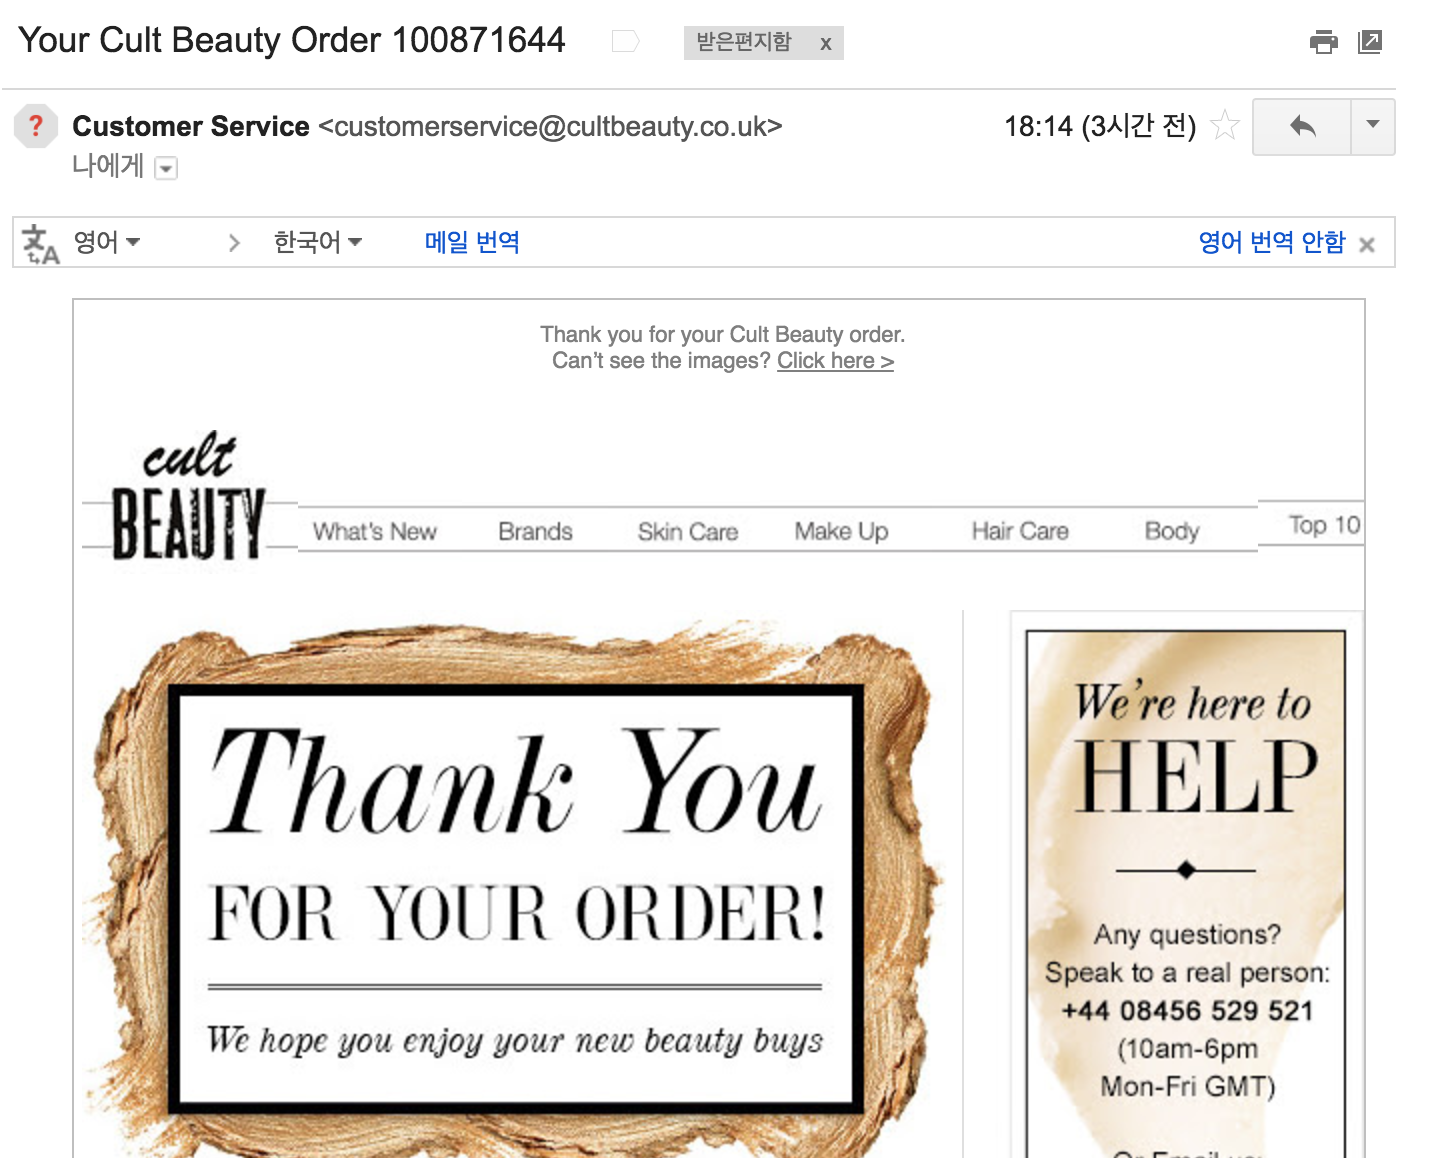 Your Cult Beauty Order 100871644
받은편지함 x
Customer Service <customerservice@cultbeauty.co.uk>
18:14 (3시간 전)
나에게
영어 > 한국어 메일 번역 영어 번역 안함 ×
Thank you for your Cult Beauty order.
Can't see the images? Click here >
cult
BEAUTY
What's New Brands Skin Care Make Up Hair Care Body Top 10
Thank You
FOR YOUR ORDER!
We hope you enjoy your new beauty buys
We're here to
HELP
Any questions?
Speak to a real person:
+44 08456 529 521
(10am-6pm
Mon-Fri GMT)
Or Email us: